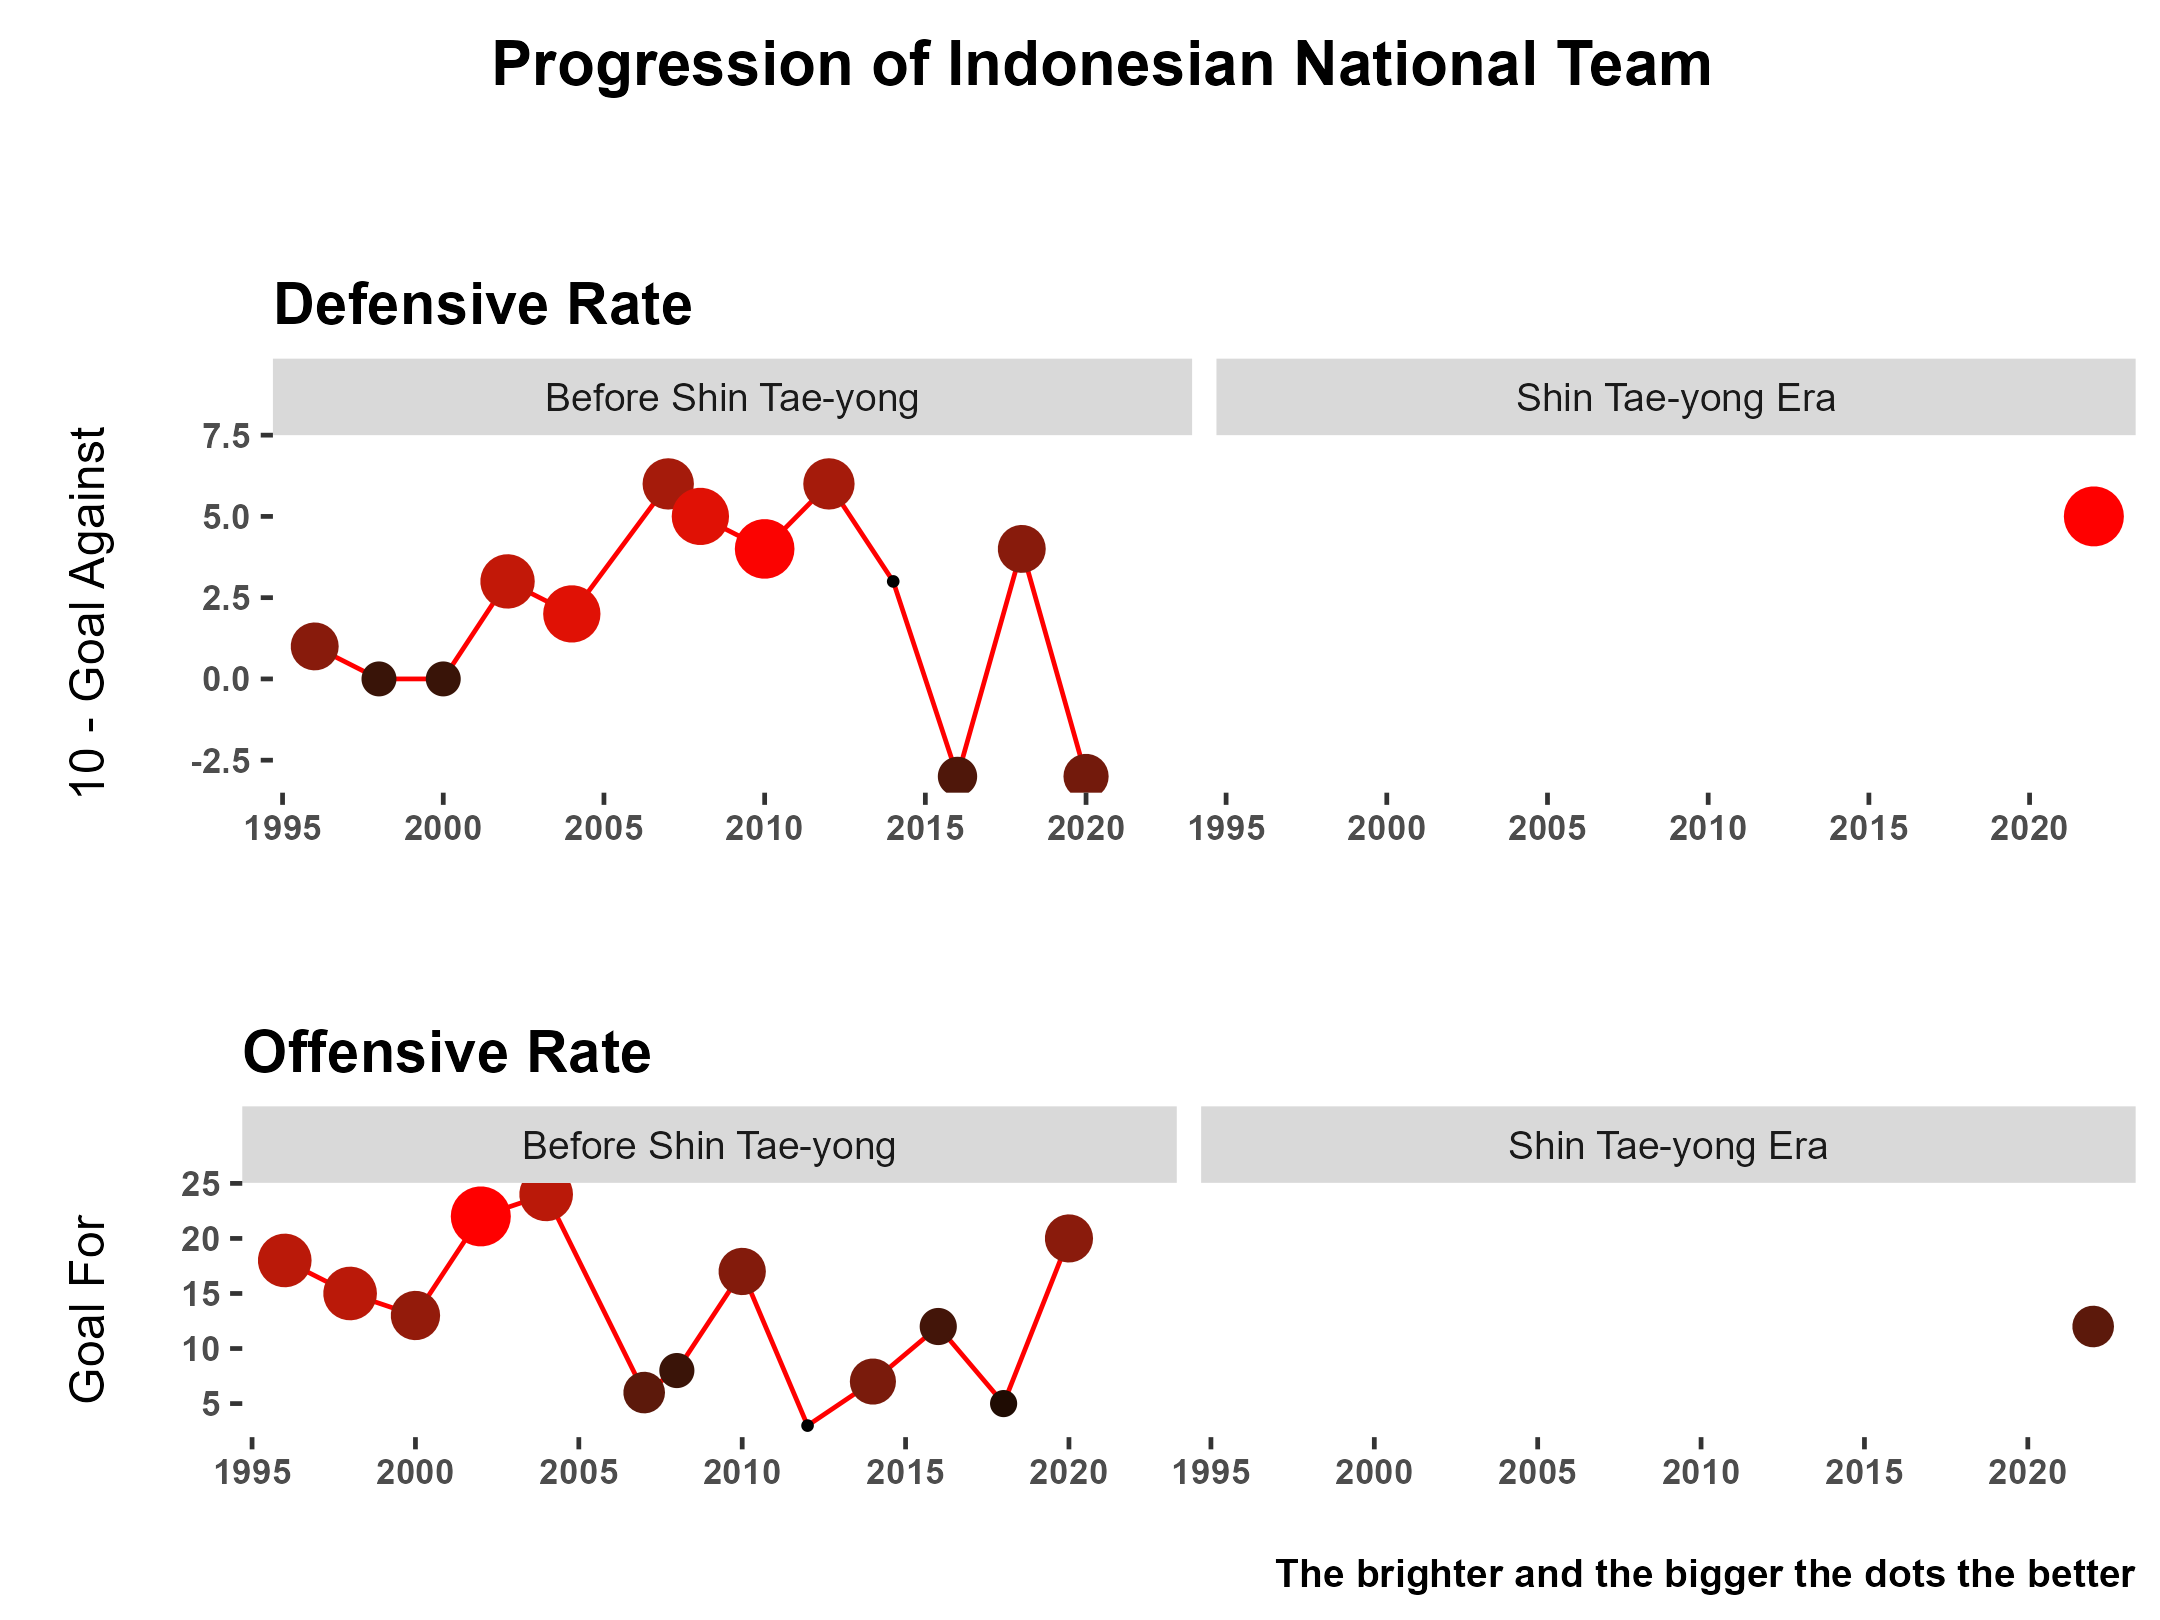 Progression of Indonesian National Team
Defensive Rate
Before Shin Tae-yong
Shin Tae-yong Era
10 - Goal Against
7.5
5.0
2.5
0.0
-2.5
1995 2000 2005 2010 2015 2020
1995 2000 2005 2010 2015 2020
Offensive Rate
Before Shin Tae-yong
Shin Tae-yong Era
Goal For
25
20
15
10
5
1995 2000 2005 2010 2015 2020
1995 2000 2005 2010 2015 2020
The brighter and the bigger the dots the better